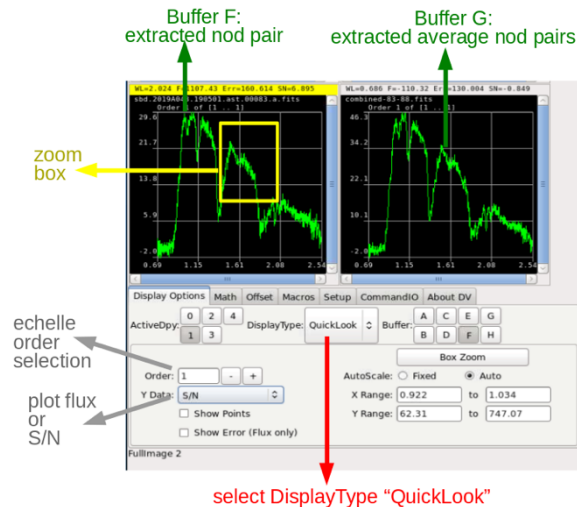 Buffer F:
extracted nod pair
Buffer G:
extracted average nod pairs
WL=2.024 F=107.43 Err=160.614 SN=6.895
WL=0.686 F=-110.32 Err=130.004 SN=-0.849
sbd.2019A040.190501.ast.00083.a.fits
combined-83-88.fits
Order 1 of [1 .. 1]
Order 1 of [1 .. 1]
29.6
21.7
13.8
5.9
-2.0
0.69 1.15 1.61 2.08 2.54
46.3
34.2
22.1
10.1
-2.0
0.69 1.15 1.61 2.08 2.54
zoom
box
Display Options Math Offset Macros Setup CommandIO About DV
ActiveDpy: 0 2 4 DisplayType: QuickLook Buffer: A C E G
1 3 B D F H
echelle
order
selection
Order: 1 - +
Y Data: S/N
Show Points
Show Error (Flux only)
plot flux
or
S/N
Box Zoom
AutoScale: Fixed Auto
X Range: 0.922 to 1.034
Y Range: 62.31 to 747.07
FullImage 2
select DisplayType “QuickLook”